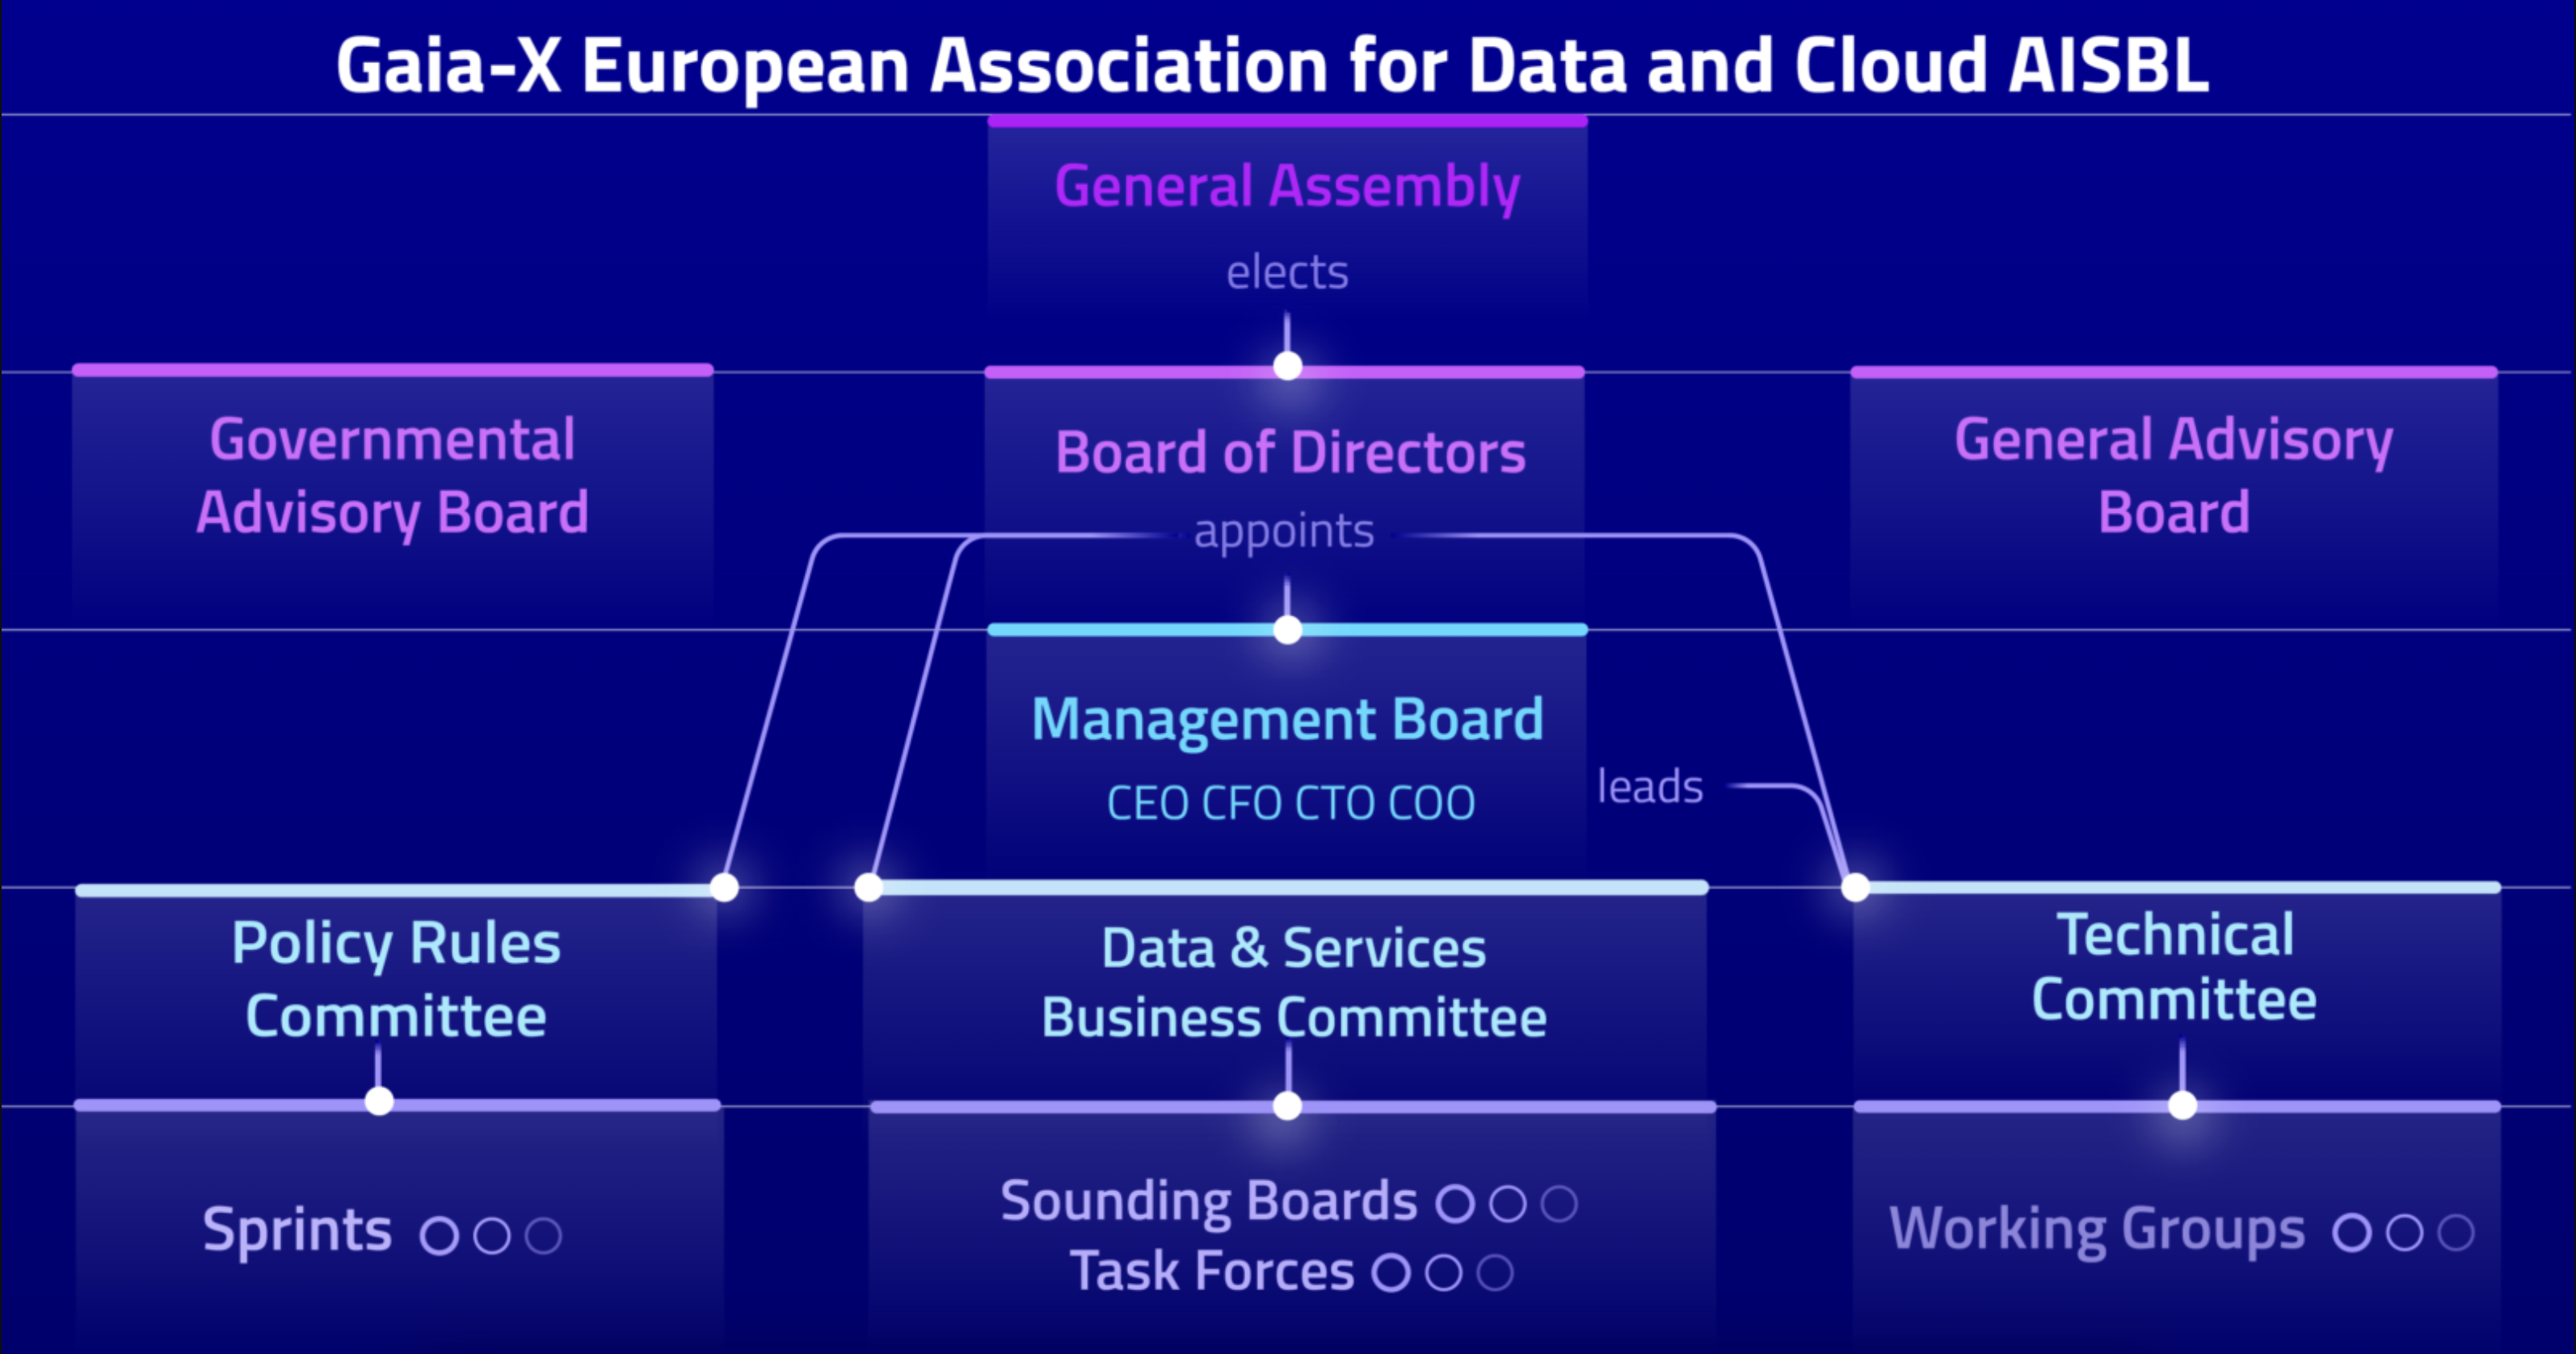 Gaia-X European Association for Data and Cloud AISBL
General Assembly
elects
Governmental
Advisory Board
Board of Directors
appoints
General Advisory
Board
Management Board
CEO CFO CTO COO
leads
Policy Rules
Committee
Data & Services
Business Committee
Technical
Committee
Sprints
Sounding Boards
Task Forces
Working Groups